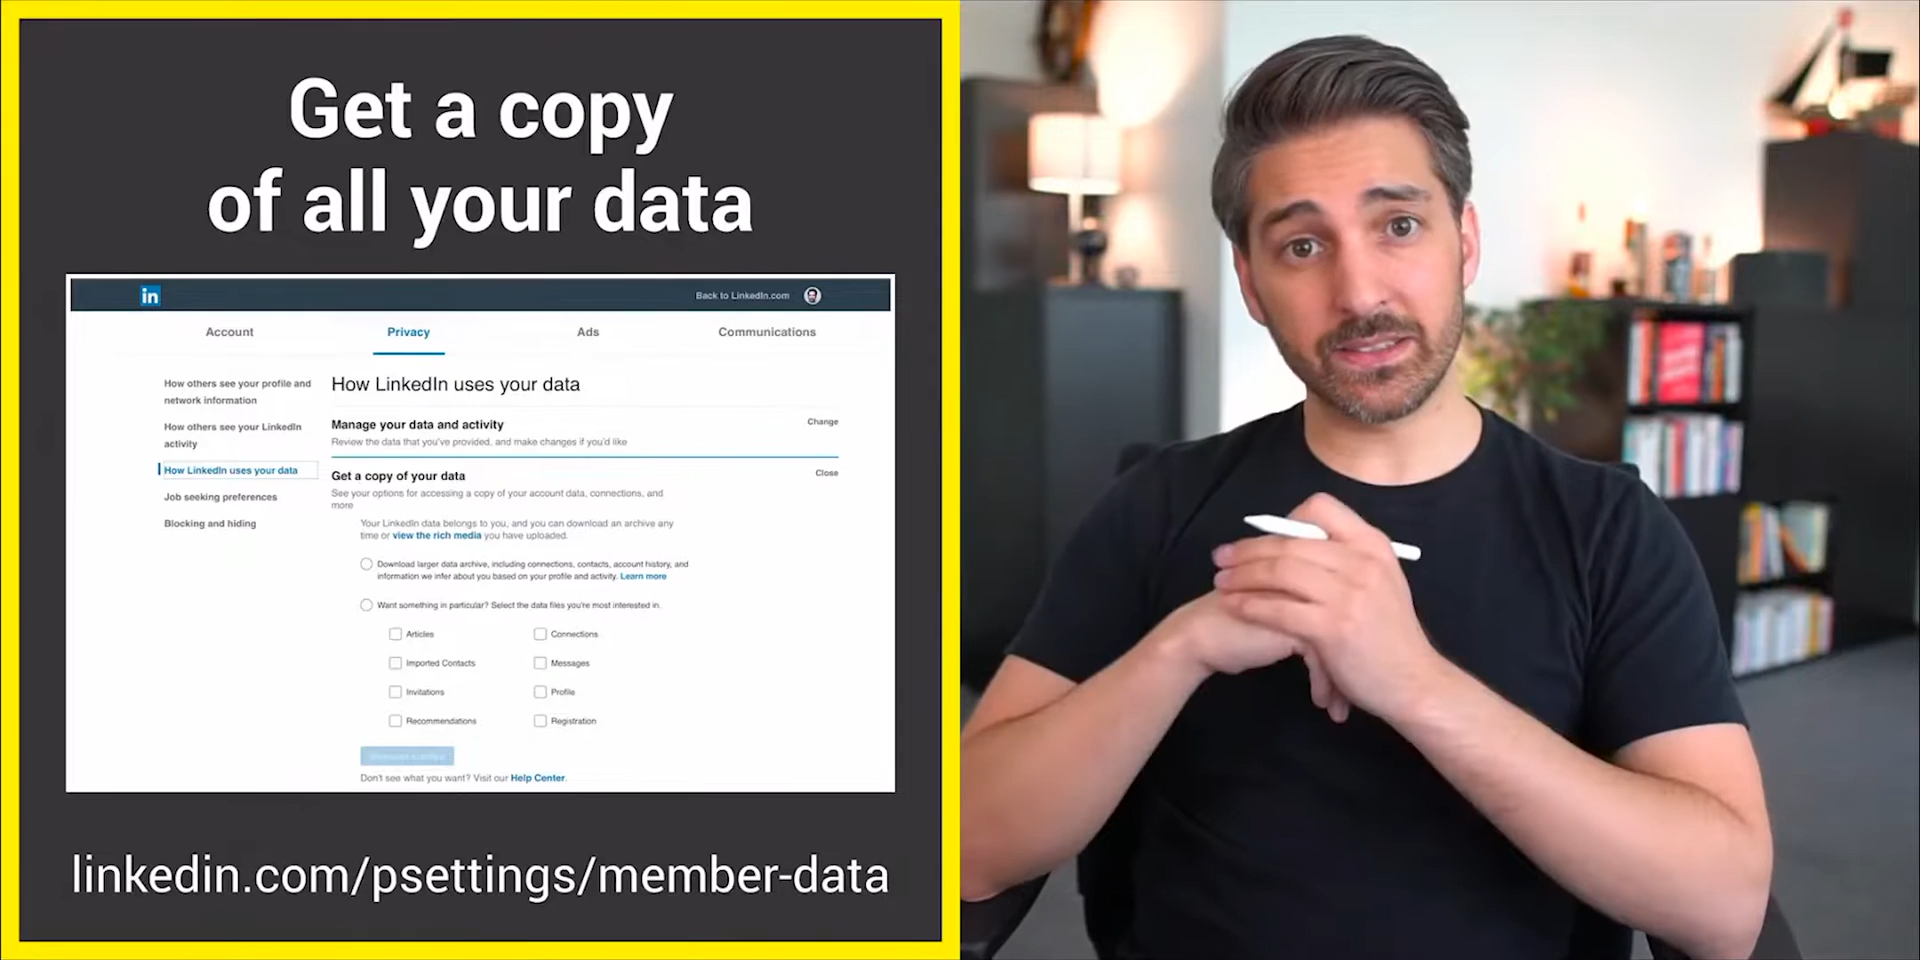 Get a copy
of all your data
in
Back to LinkedIn.com
Account
Privacy
Ads
Communications
How others see your profile and
network information
How others see your LinkedIn
activity
How LinkedIn uses your data
Job seeking preferences
Blocking and hiding
How LinkedIn uses your data
Manage your data and activity
Change
Review the data that you've provided, and make changes if you'd like
Get a copy of your data
Close
See your options for accessing a copy of your account data, connections, and
more
Your LinkedIn data belongs to you, and you can download an archive any
time or view the rich media you have uploaded.
Download larger data archive, including connections, contacts, account history, and
information we infer about you based on your profile and activity. Learn more
Want something in particular? Select the data files you're most interested in.
Articles
Connections
Imported Contacts
Messages
Invitations
Profile
Recommendations
Registration
Don't see what you want? Visit our Help Center.
linkedin.com/psettings/member-data